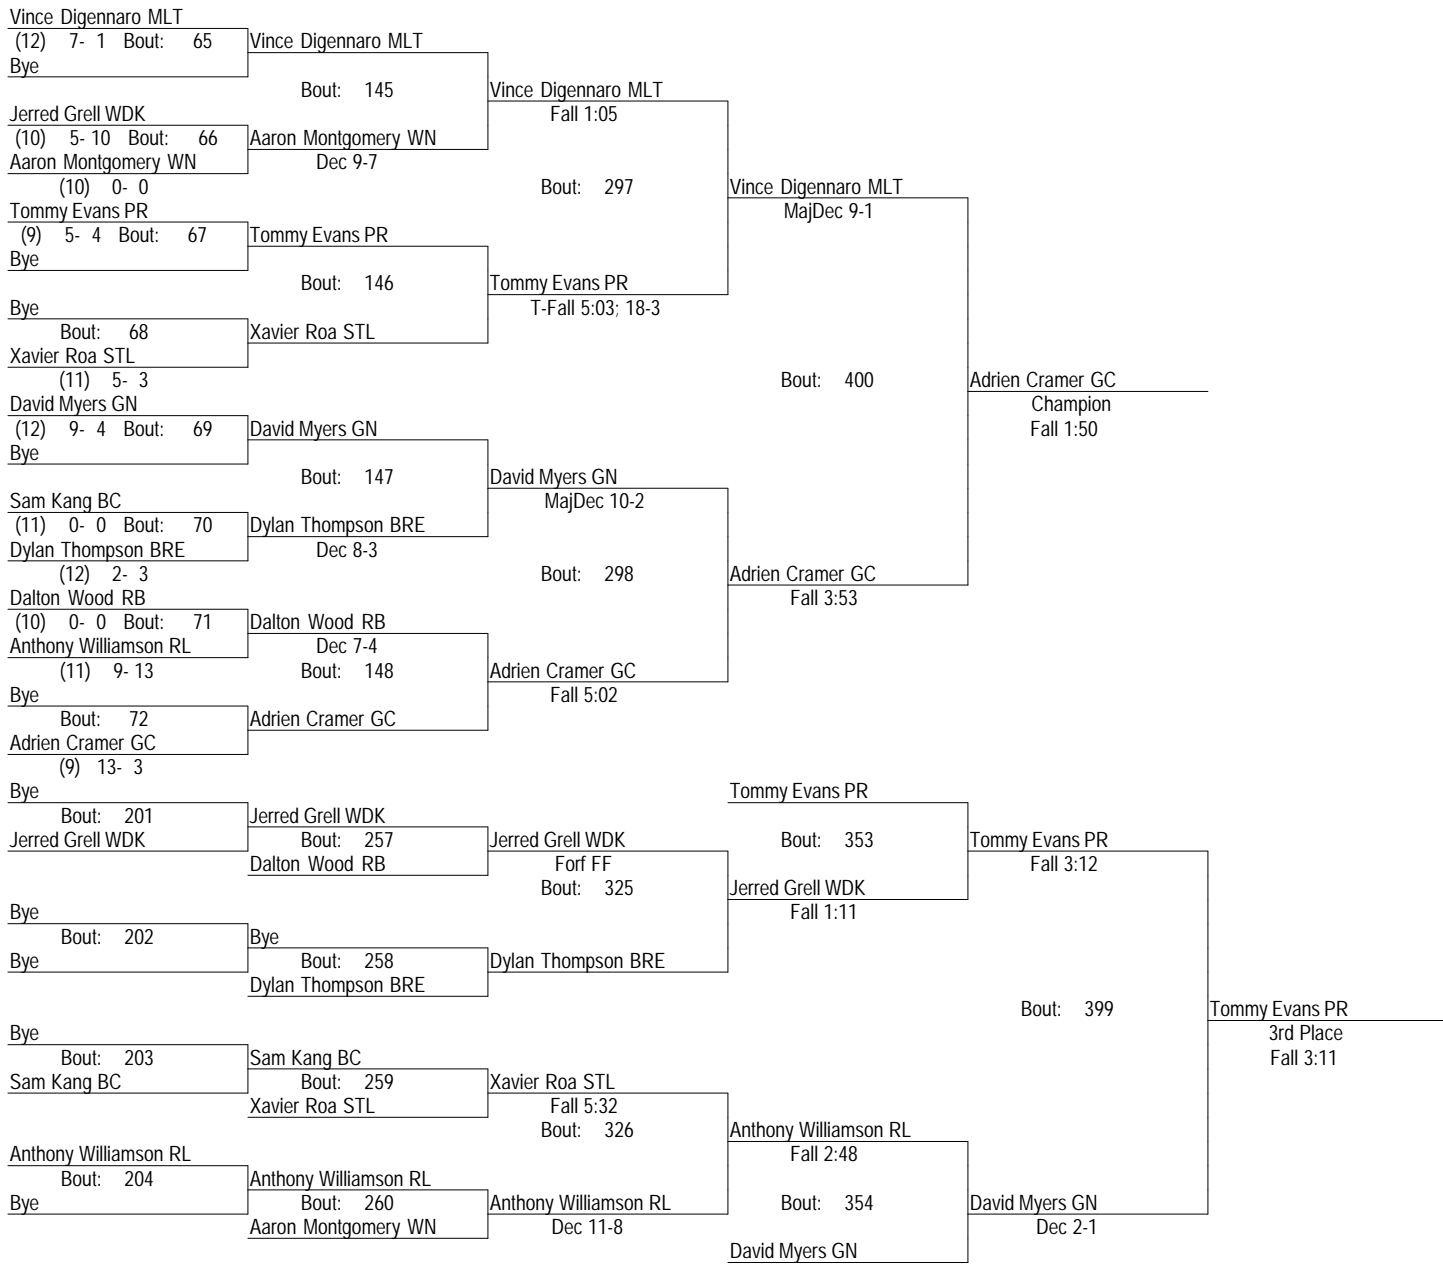 Vince Digennaro MLT
(12) 7- 1 Bout: 65 Vince Digennaro MLT
Bye
Bout: 145 Vince Digennaro MLT
Jerred Grell WDK Fall 1:05
(10) 5- 10 Bout: 66 Aaron Montgomery WN
Aaron Montgomery WN Dec 9-7
(10) 0- 0 Bout: 297 Vince Digennaro MLT
Tommy Evans PR MajDec 9-1
(9) 5- 4 Bout: 67 Tommy Evans PR
Bye
Bout: 146 Tommy Evans PR
Bye T-Fall 5:03; 18-3
Bout: 68 Xavier Roa STL
Xavier Roa STL
(11) 5- 3 Bout: 400 Adrien Cramer GC
David Myers GN Champion
(12) 9- 4 Bout: 69 David Myers GN Fall 1:50
Bye
Bout: 147 David Myers GN
Sam Kang BC MajDec 10-2
(11) 0- 0 Bout: 70 Dylan Thompson BRE
Dylan Thompson BRE Dec 8-3
(12) 2- 3 Bout: 298 Adrien Cramer GC
Dalton Wood RB Fall 3:53
(10) 0- 0 Bout: 71 Dalton Wood RB
Anthony Williamson RL Dec 7-4
(11) 9- 13 Bout: 148 Adrien Cramer GC
Bye Fall 5:02
Bout: 72 Adrien Cramer GC
Adrien Cramer GC
(9) 13- 3
Bye Tommy Evans PR
Bout: 201 Jerred Grell WDK
Jerred Grell WDK Bout: 257 Jerred Grell WDK Bout: 353 Tommy Evans PR
Dalton Wood RB Forf FF Fall 3:12
Bout: 325 Jerred Grell WDK
Bye Fall 1:11
Bout: 202 Bye
Bye Bout: 258 Dylan Thompson BRE
Dylan Thompson BRE
Bout: 399 Tommy Evans PR
Bye 3rd Place
Bout: 203 Sam Kang BC Fall 3:11
Sam Kang BC Bout: 259 Xavier Roa STL
Xavier Roa STL Fall 5:32
Bout: 326 Anthony Williamson RL
Anthony Williamson RL Fall 2:48
Bout: 204 Anthony Williamson RL
Bye Bout: 260 Anthony Williamson RL Bout: 354 David Myers GN
Aaron Montgomery WN Dec 11-8 Dec 2-1
David Myers GN